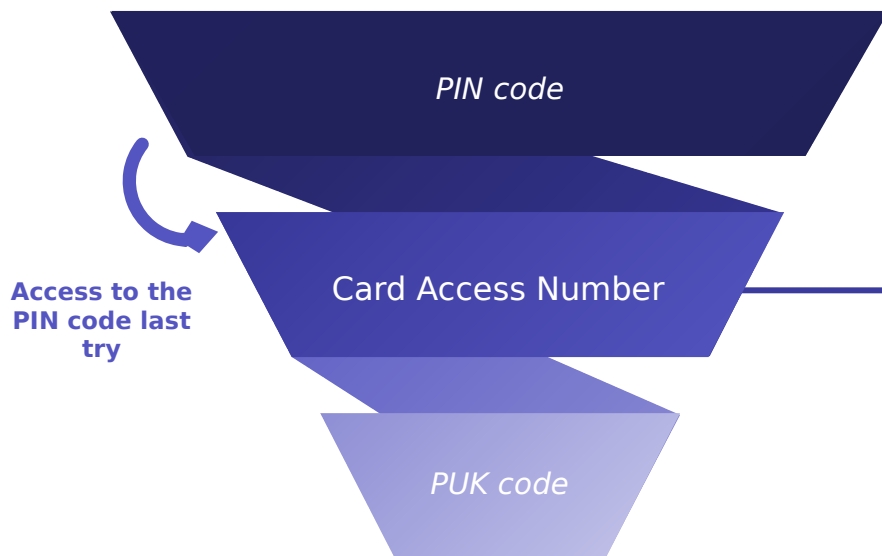 PIN code
Card Access Number
Access to the
PIN code last
try
PUK code